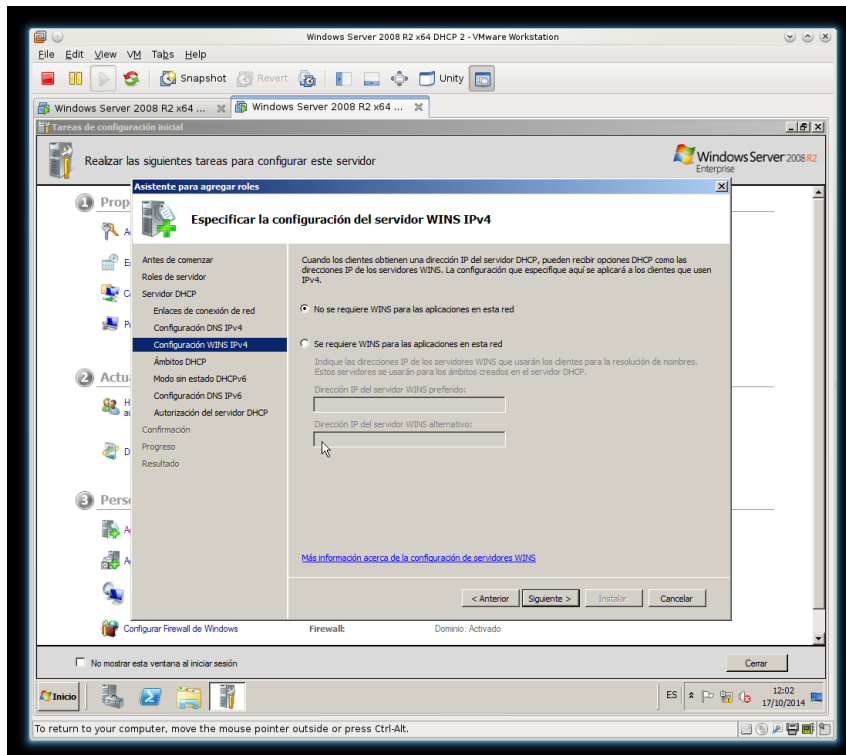 Windows Server 2008 R2 x64 DHCP 2 - VMware Workstation
File Edit View VM Tabs Help
Snapshot Revert Unity
Windows Server 2008 R2 x64 ... Windows Server 2008 R2 x64 ...
Tareas de configuración inicial
Realizar las siguientes tareas para configurar este servidor
Windows Server 2008 R2
Enterprise
Asistente para agregar roles
1 Prop
Especificar la configuración del servidor WINS IPv4
A
E
C
P
2 Actu
H
a
D
3 Pers
A
A
Antes de comenzar
Roles de servidor
Servidor DHCP
Enlaces de conexión de red
Configuración DNS IPv4
Configuración WINS IPv4
Ámbitos DHCP
Modo sin estado DHCPv6
Configuración DNS IPv6
Autorización del servidor DHCP
Confirmación
Progreso
Resultado
Cuando los clientes obtienen una dirección IP del servidor DHCP, pueden recibir opciones DHCP como las
direcciones IP de los servidores WINS. La configuración que especifique aquí se aplicará a los clientes que usen
IPv4.
No se requiere WINS para las aplicaciones en esta red
Se requiere WINS para las aplicaciones en esta red
Indique las direcciones IP de los servidores WINS que usarán los clientes para la resolución de nombres.
Estos servidores se usarán para los ámbitos creados en el servidor DHCP.
Dirección IP del servidor WINS preferido:
Dirección IP del servidor WINS alternativo:
Más información acerca de la configuración de servidores WINS
< Anterior Siguiente > Instalar Cancelar
Configurar Firewall de Windows Firewall: Dominio: Activado
No mostrar esta ventana al iniciar sesión Cerrar
Inicio ES 12:02
17/10/2014
To return to your computer, move the mouse pointer outside or press Ctrl-Alt.